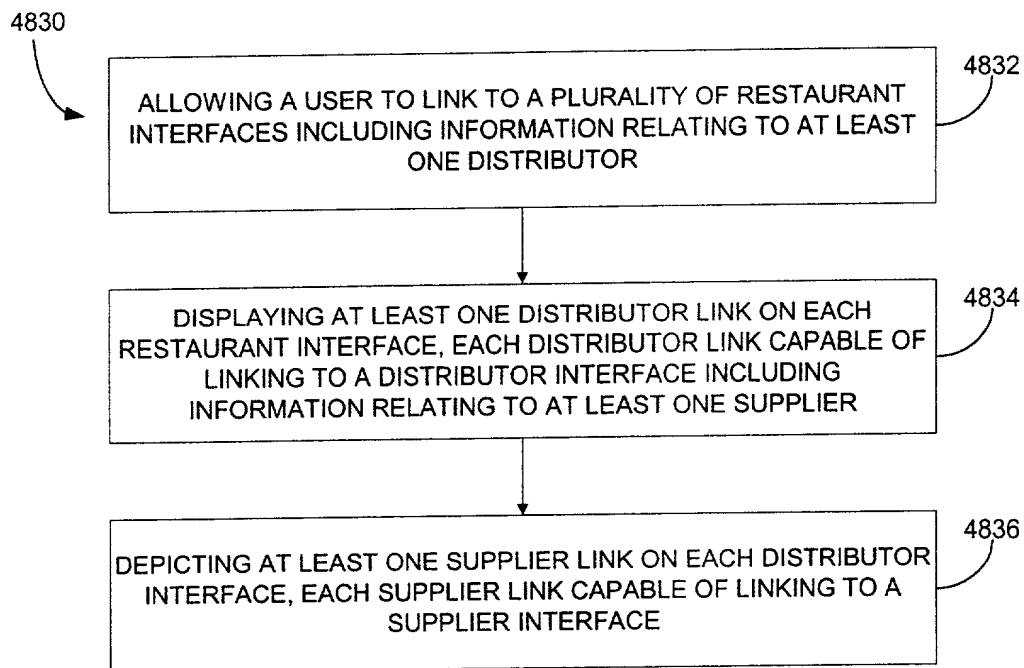 4830
4832
ALLOWING A USER TO LINK TO A PLURALITY OF RESTAURANT
INTERFACES INCLUDING INFORMATION RELATING TO AT LEAST
ONE DISTRIBUTOR
4834
DISPLAYING AT LEAST ONE DISTRIBUTOR LINK ON EACH
RESTAURANT INTERFACE, EACH DISTRIBUTOR LINK CAPABLE OF
LINKING TO A DISTRIBUTOR INTERFACE INCLUDING
INFORMATION RELATING TO AT LEAST ONE SUPPLIER
4836
DEPICTING AT LEAST ONE SUPPLIER LINK ON EACH DISTRIBUTOR
INTERFACE, EACH SUPPLIER LINK CAPABLE OF LINKING TO A
SUPPLIER INTERFACE